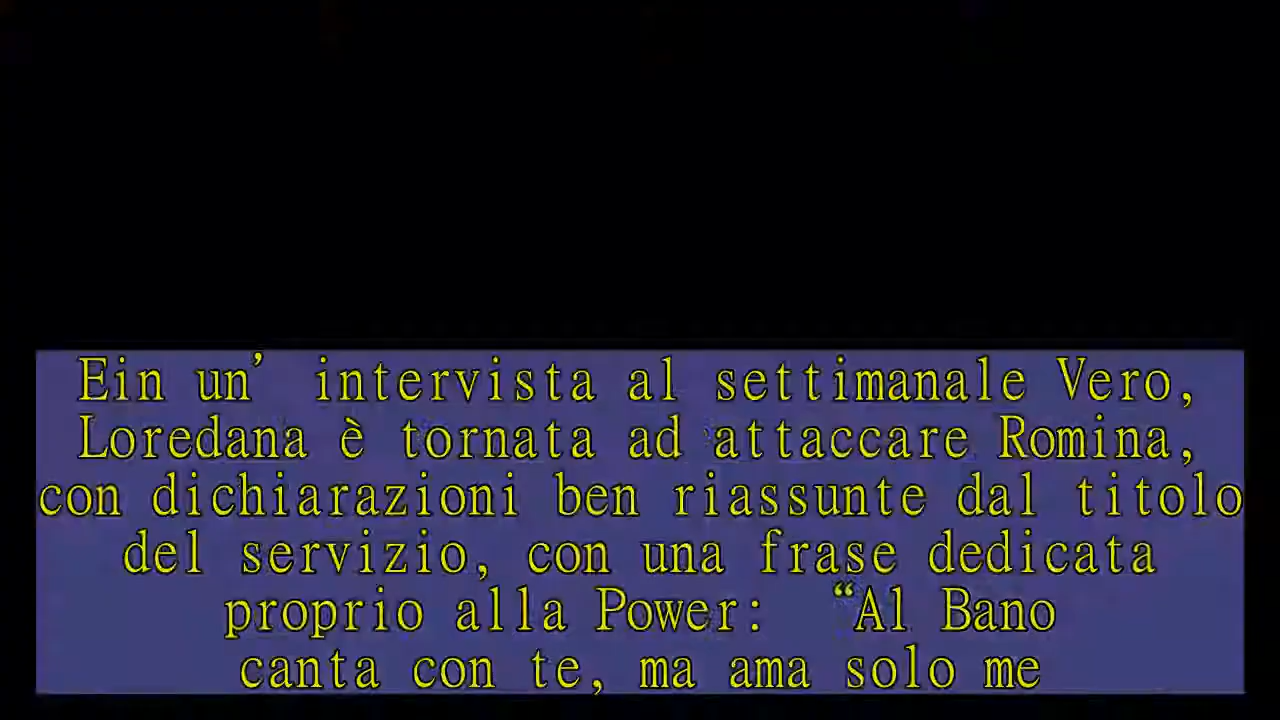 Ein un’ intervista al settimanale Vero,
Loredana è tornata ad attaccare Romina,
con dichiarazioni ben riassunte dal titolo
del servizio, con una frase dedicata
proprio alla Power: “Al Bano
canta con te, ma ama solo me